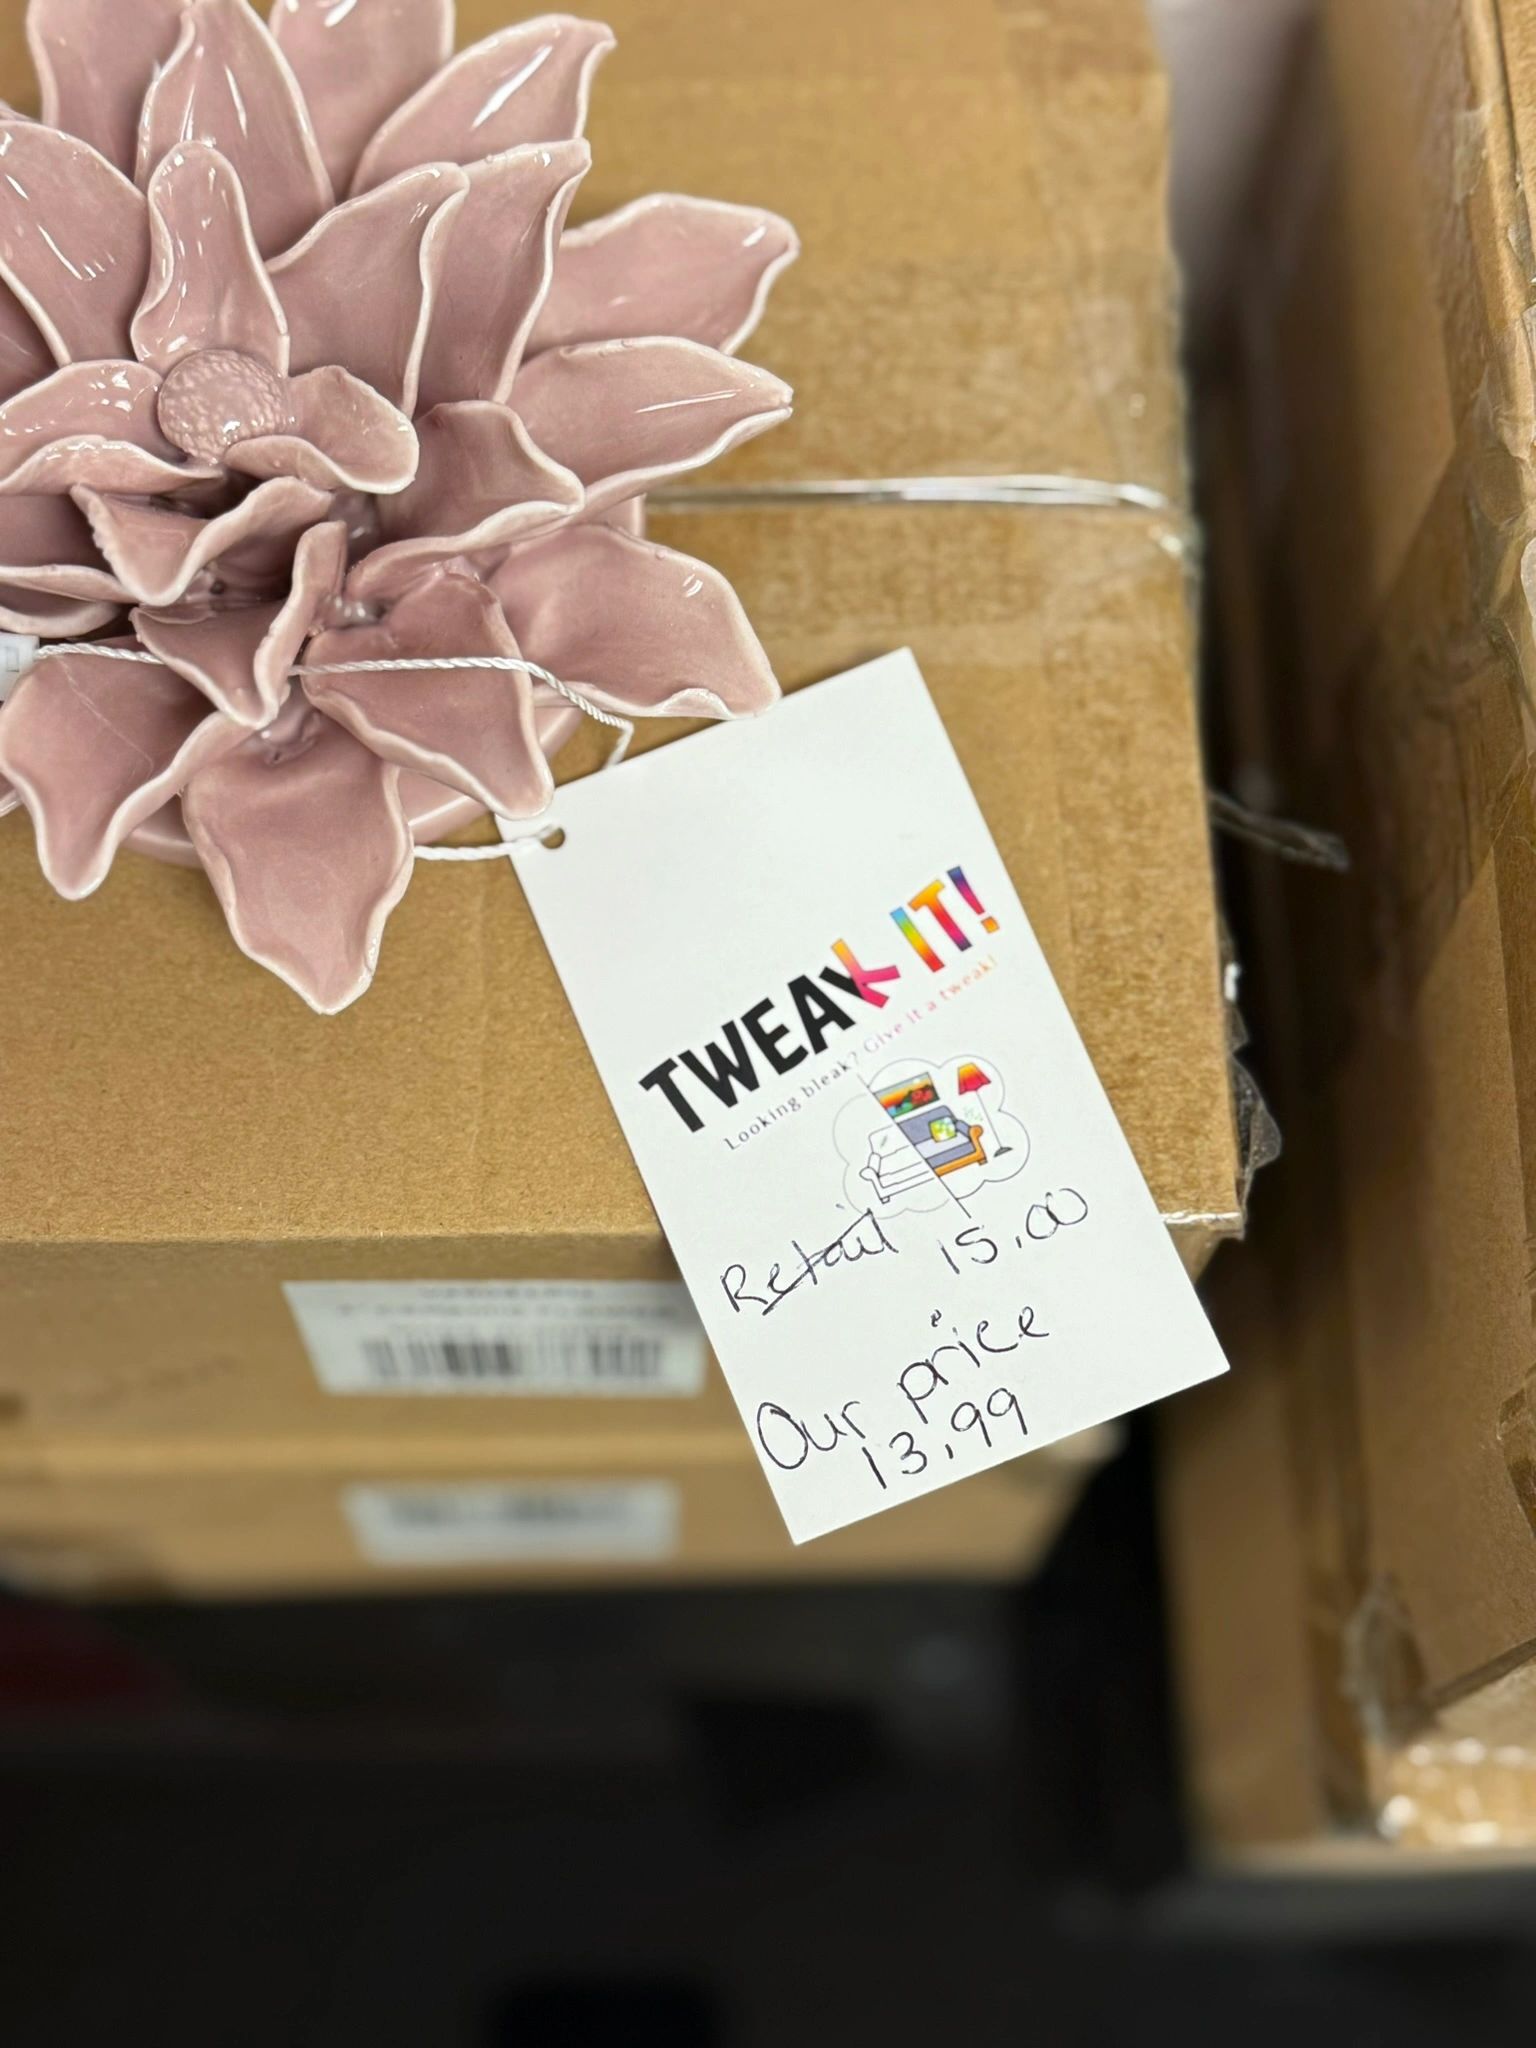 TWEAK IT!
Looking bleak? Give it a tweak!
Retail 15.00
Our price
13.99